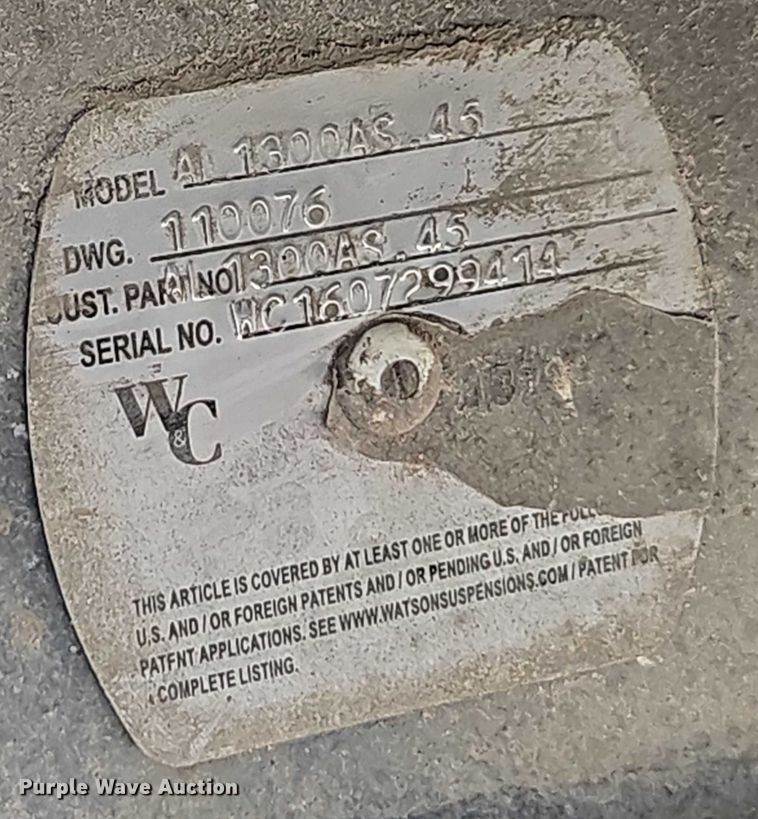 MODEL AL 1300AS.45
DWG. 110076
CUST. PART NO. AL 1300AS.45
SERIAL NO. WC1607299414
W&C
THIS ARTICLE IS COVERED BY AT LEAST ONE OR MORE OF THE
U.S. AND / OR FOREIGN PATENTS AND / OR PENDING U.S. AND / OR FOREIGN
PATENT APPLICATIONS. SEE WWW.WATSONSUSPENSIONS.COM / PATENT FOR
A COMPLETE LISTING.
Purple Wave Auction